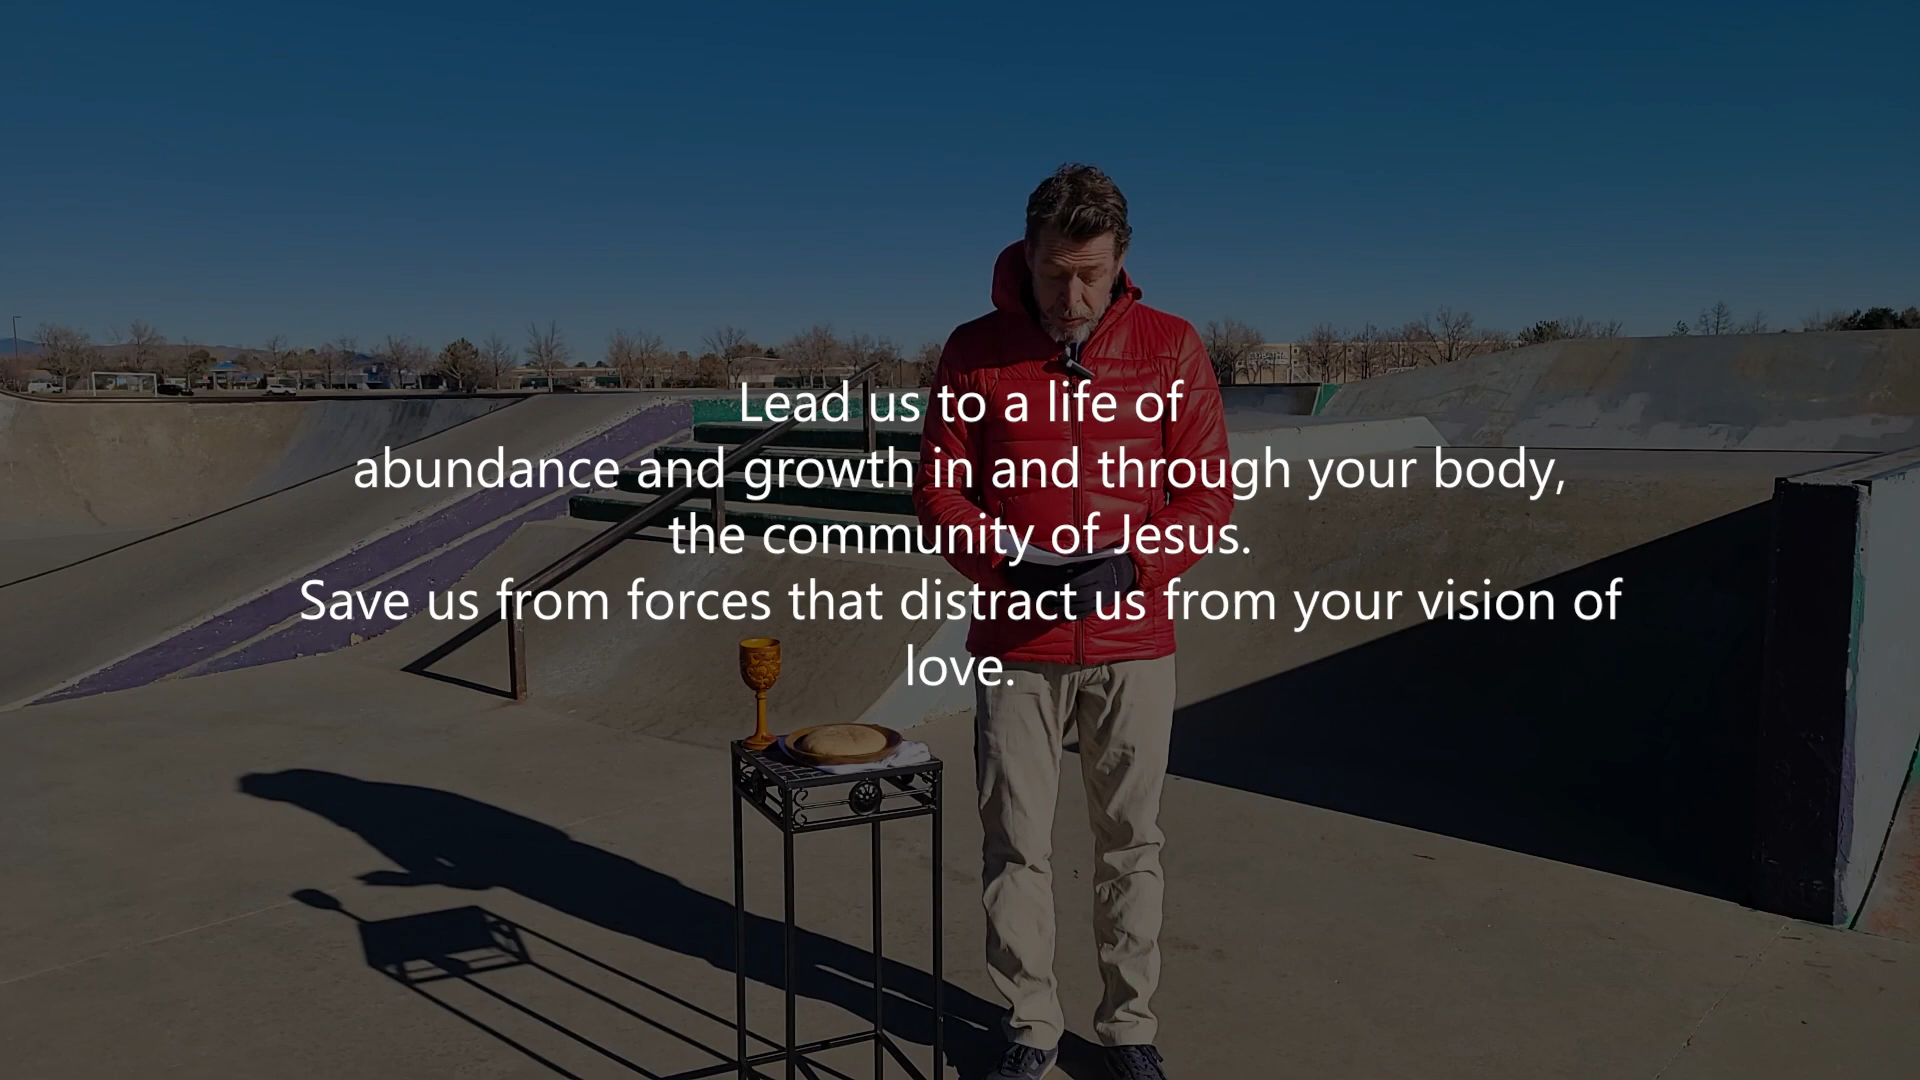 Lead us to a life of
abundance and growth in and through your body,
the community of Jesus.
Save us from forces that distract us from your vision of
love.